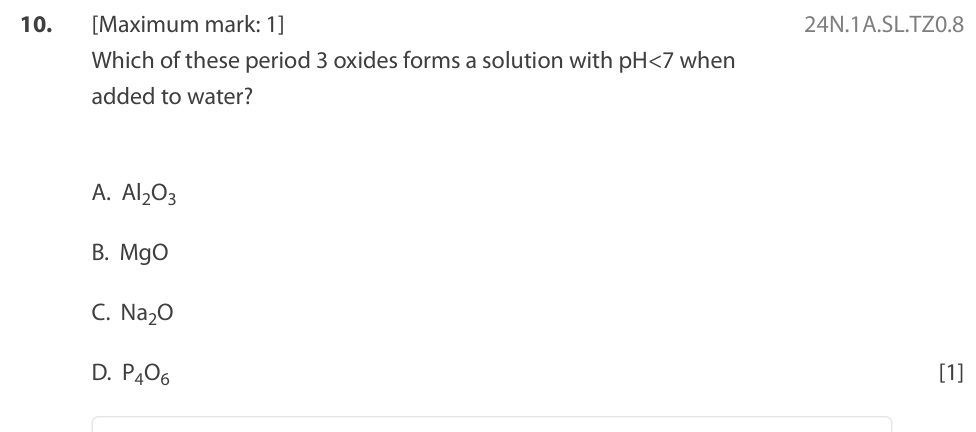 10. [Maximum mark: 1] 24N.1A.SL.TZ0.8
Which of these period 3 oxides forms a solution with pH<7 when
added to water?
A. Al₂O₃
B. MgO
C. Na₂O
D. P₄O₆ [1]